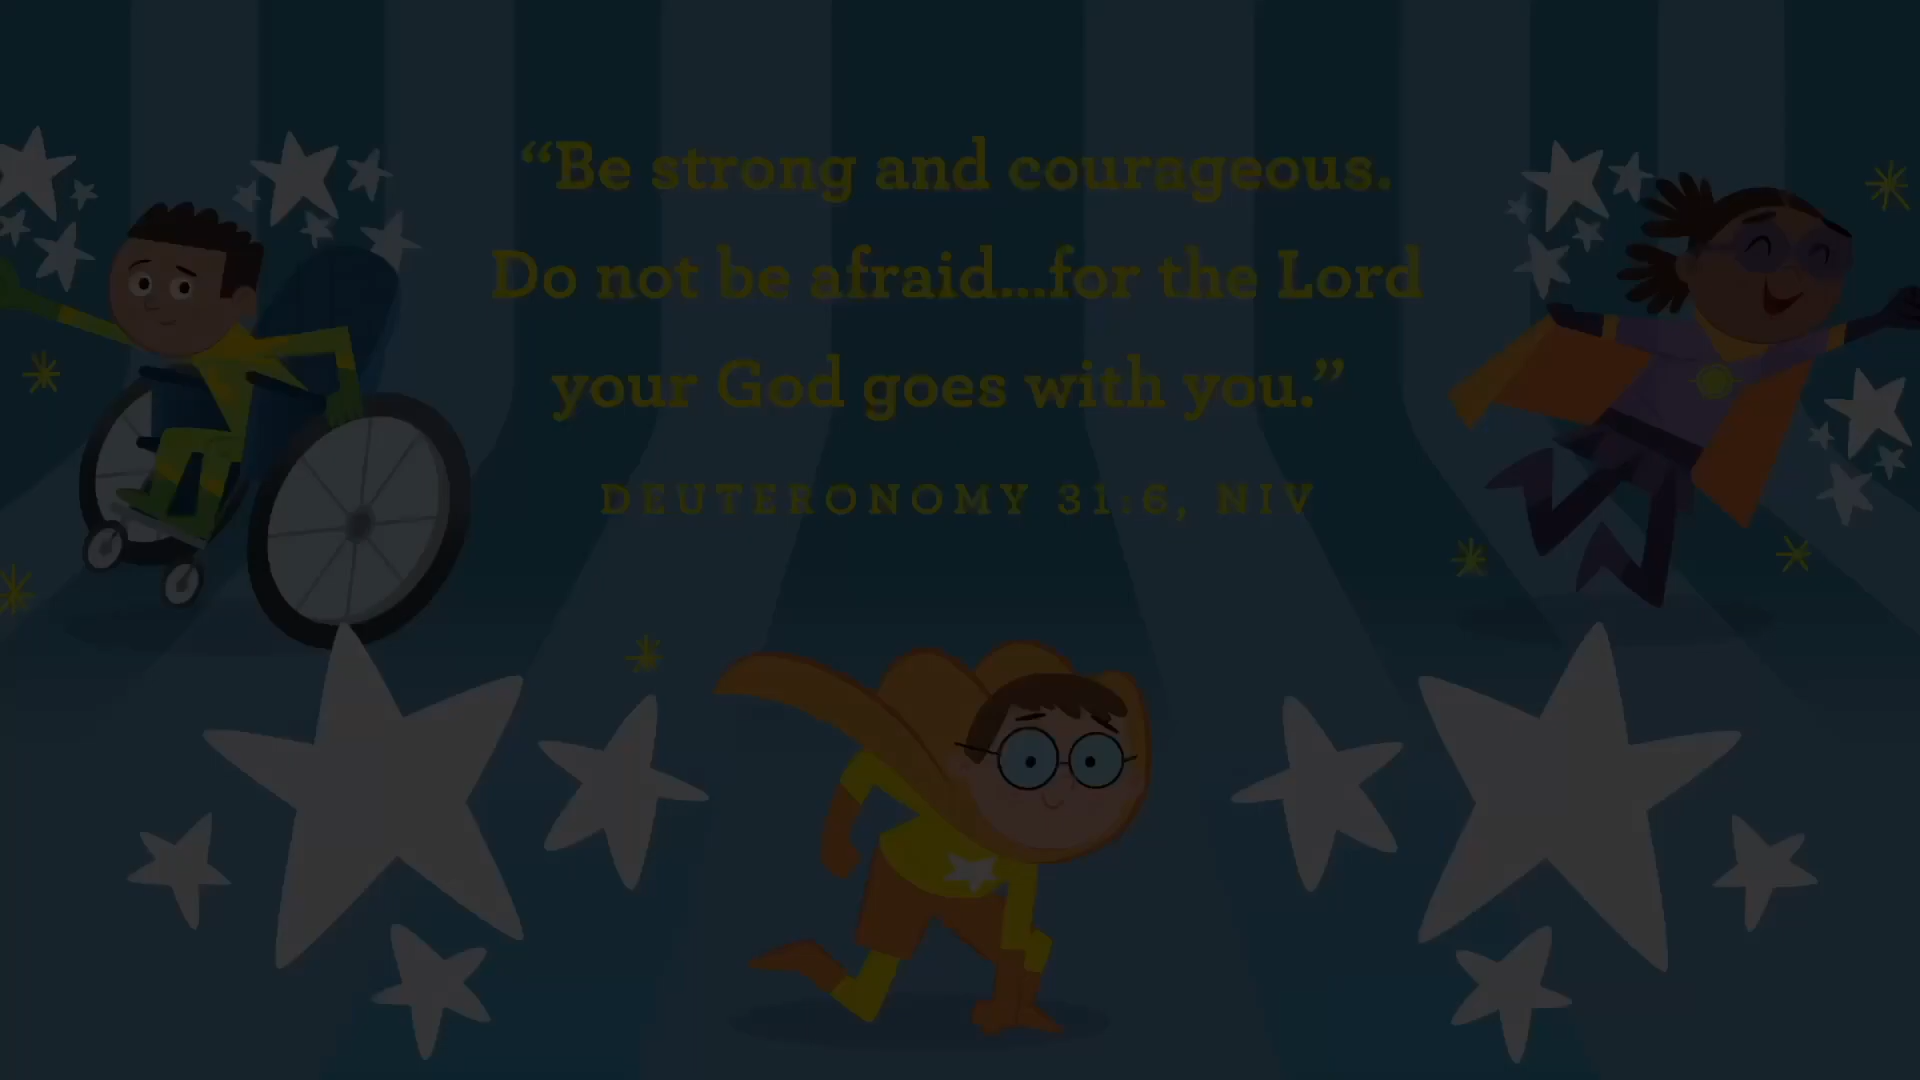 “Be strong and courageous.
Do not be afraid...for the Lord
your God goes with you.”
DEUTERONOMY 31:6, NIV